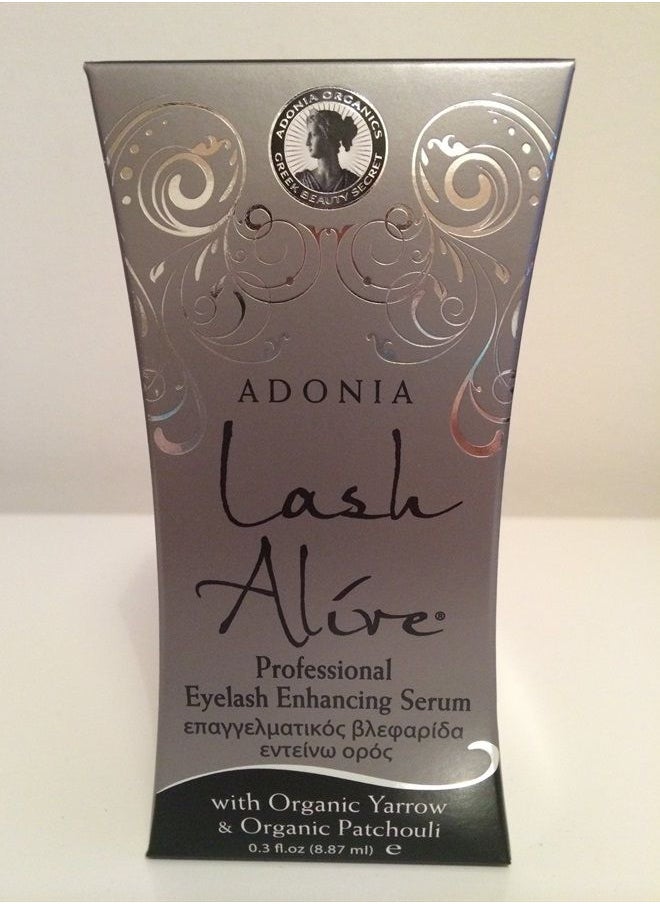 ADONIA ORGANICS
GREEK BEAUTY SECRET
ADONIA
Lash
Alive®
Professional
Eyelash Enhancing Serum
επαγγελματικός βλεφαρίδα
εντείνω ορός
with Organic Yarrow
& Organic Patchouli
0.3 fl.oz (8.87 ml) e